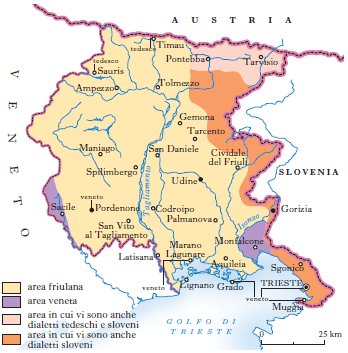 AUSTRIA
tedesco
Timau
tedesco
Sauris
Pontebba
Tarvisio
Ampezzo
Tolmezzo
VENETO
Gemona
Tarcento
Maniago
San Daniele
Cividale
del Friuli
SLOVENIA
Spilimbergo
Tagliamento
Udine
veneto
Sacile
Pordenone
Codroipo
Palmanova
Isonzo
Gorizia
San Vito
al Tagliamento
Latisana
Marano
Lagunare
Monfalcone
Aquileia
Sgonico
veneto
Lignano
Grado
TRIESTE
veneto
Muggia
GOLFO DI
TRIESTE
25 km
area friulana
area veneta
area in cui vi sono anche
dialetti tedeschi e sloveni
area in cui vi sono anche
dialetti sloveni